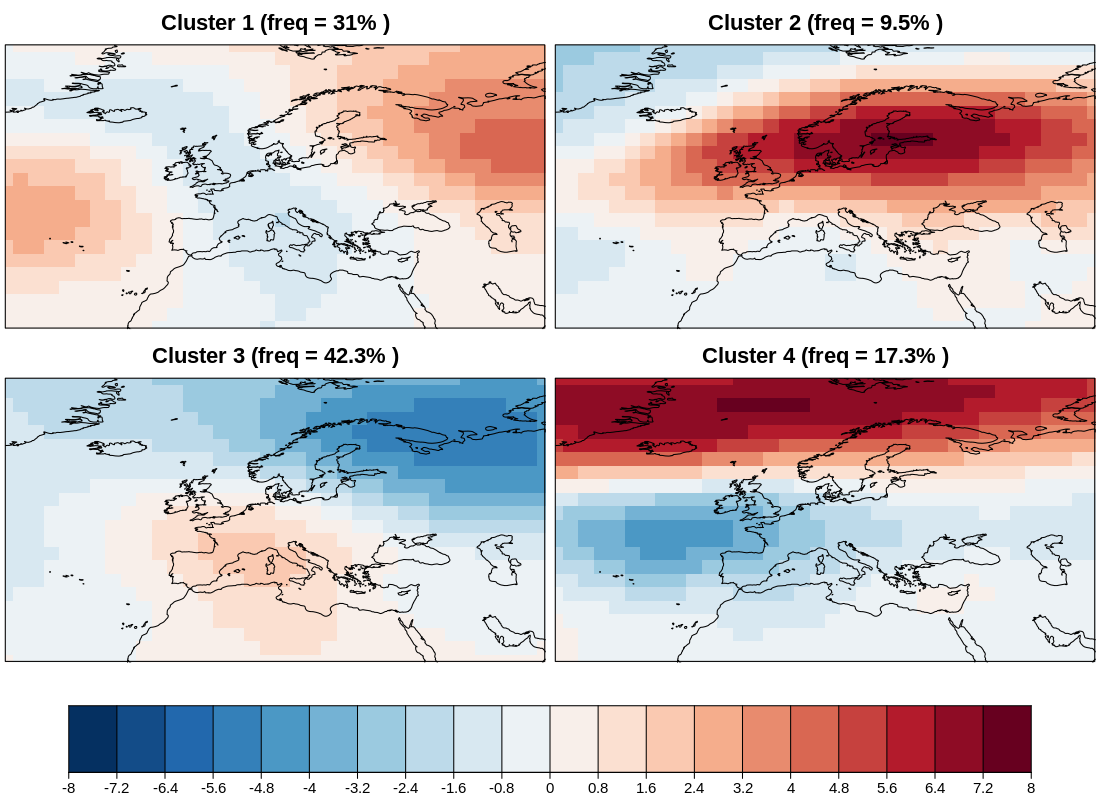 Cluster 1 (freq = 31% )
Cluster 2 (freq = 9.5% )
Cluster 3 (freq = 42.3% )
Cluster 4 (freq = 17.3% )
-8 -7.2 -6.4 -5.6 -4.8 -4 -3.2 -2.4 -1.6 -0.8 0 0.8 1.6 2.4 3.2 4 4.8 5.6 6.4 7.2 8